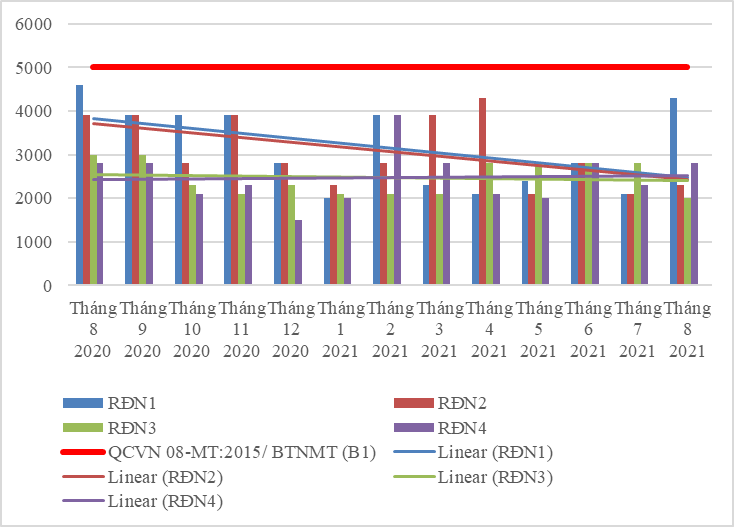 6000
5000
4000
3000
2000
1000
0
Tháng Tháng Tháng Tháng Tháng Tháng Tháng Tháng Tháng Tháng Tháng Tháng Tháng
8 9 10 11 12 1 2 3 4 5 6 7 8
2020 2020 2020 2020 2020 2021 2021 2021 2021 2021 2021 2021 2021
RĐN1 RĐN2
RĐN3 RĐN4
QCVN 08-MT:2015/ BTNMT (B1) Linear (RĐN1)
Linear (RĐN2) Linear (RĐN3)
Linear (RĐN4)